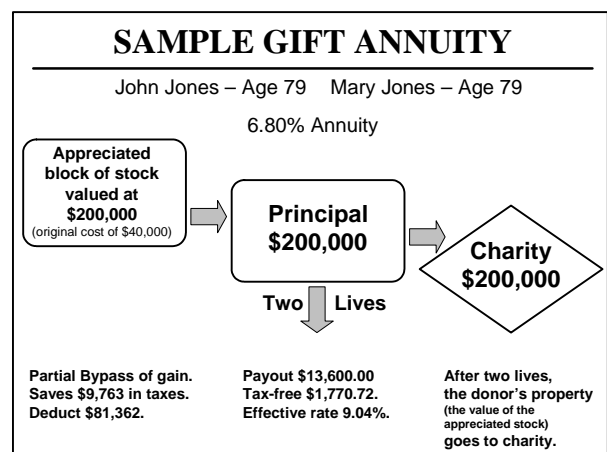 SAMPLE GIFT ANNUITY
John Jones – Age 79 Mary Jones – Age 79
6.80% Annuity
Appreciated
block of stock
valued at
$200,000
(original cost of $40,000)
Principal
$200,000
Charity
$200,000
Two Lives
Partial Bypass of gain.
Saves $9,763 in taxes.
Deduct $81,362.
Payout $13,600.00
Tax-free $1,770.72.
Effective rate 9.04%.
After two lives,
the donor's property
(the value of the
appreciated stock)
goes to charity.